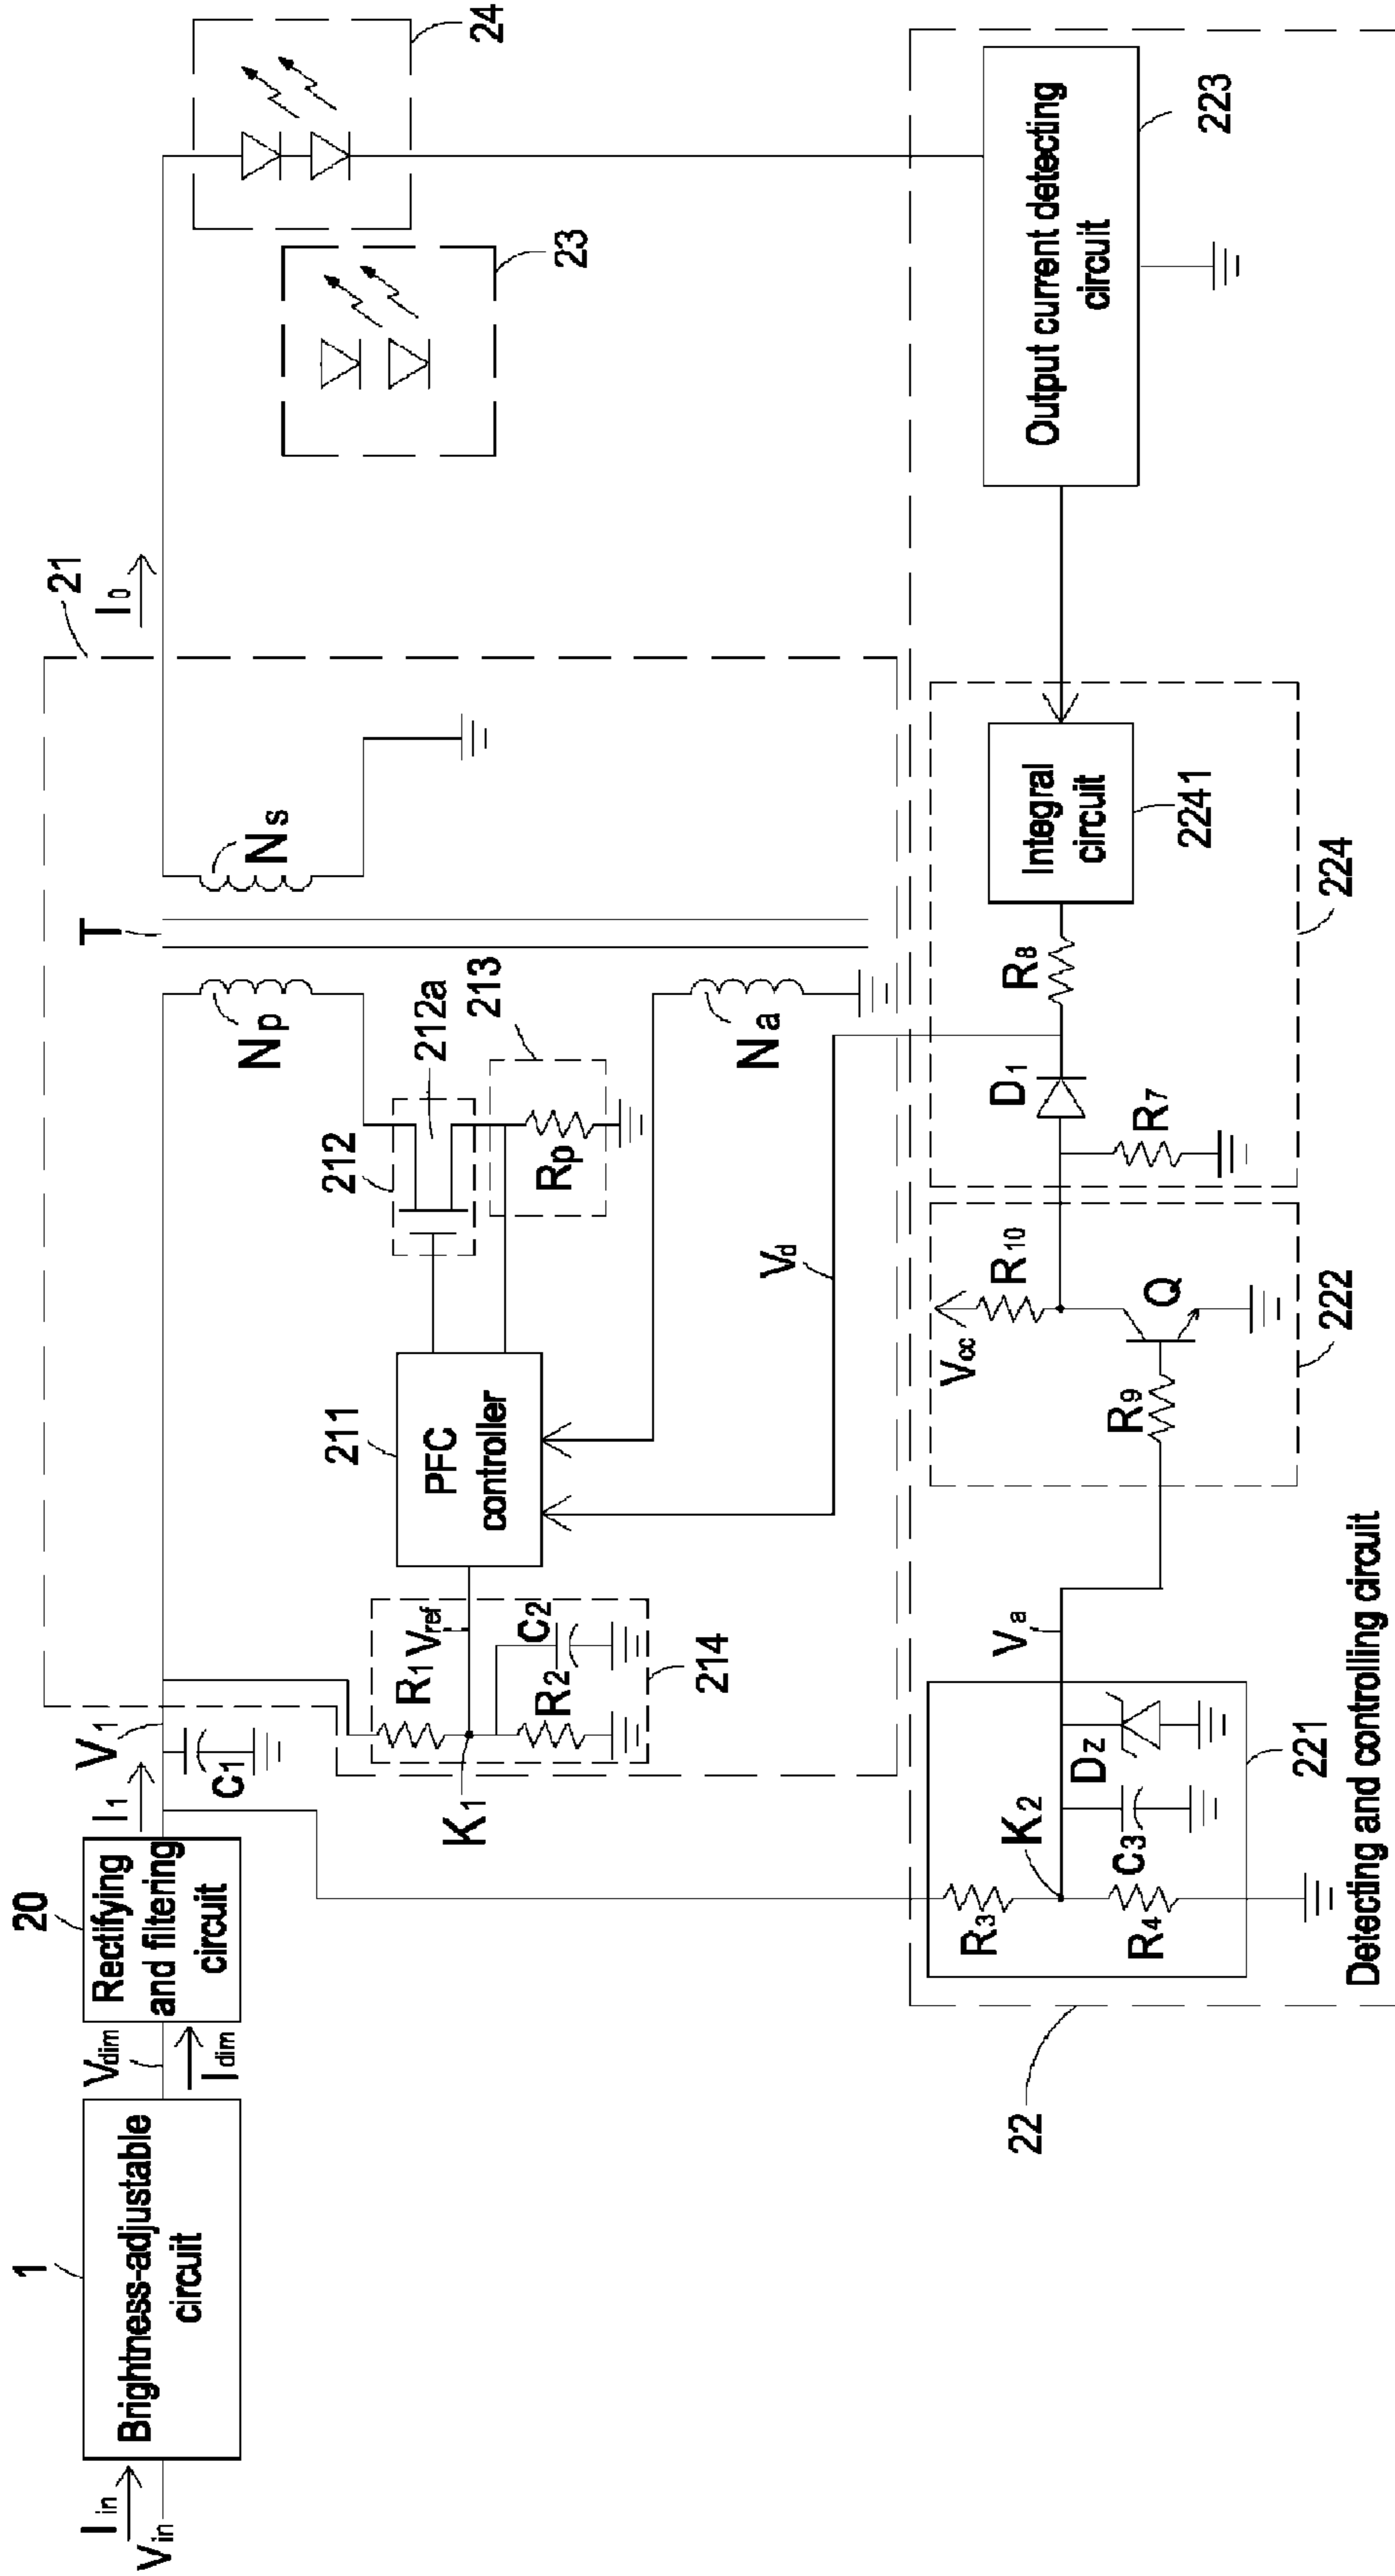 1
Brightness-adjustable
circuit
Iin
Vin
Vdim
Idim
20
Rectifying
and filtering
circuit
I1
V1
C1
21
I0
T
Np
Ns
Na
212
212a
213
Rp
211
PFC
controller
R1
Vref
K1
R2
C2
214
Vd
23
24
22
R3
K2
R4
C3
Dz
221
Va
R9
Vcc
R10
Q
222
D1
R7
R8
Integral
circuit
2241
224
Output current detecting
circuit
223
Detecting and controlling circuit